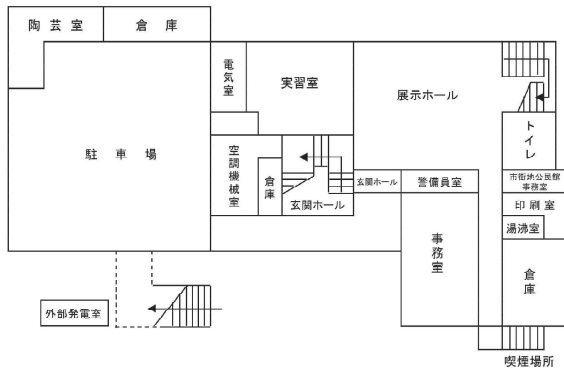 陶芸室
倉庫
電気室
実習室
展示ホール
駐車場
空調機械室
倉庫
玄関ホール
玄関ホール
警備員室
トイレ
市街地公民館
事務室
印刷室
湯沸室
事務室
倉庫
外部発電室
喫煙場所